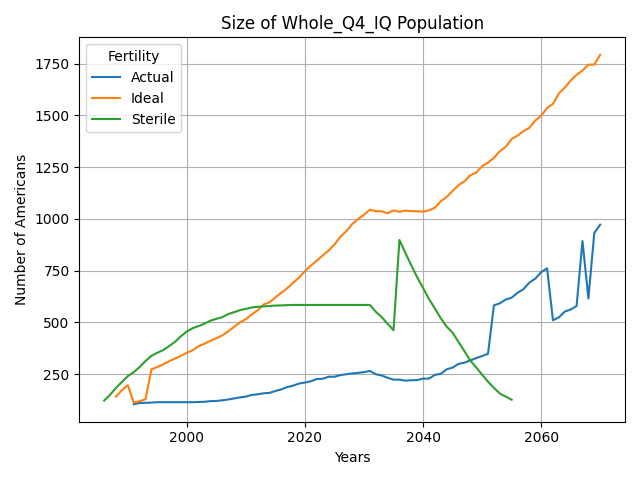 Size of Whole_Q4_IQ Population
Fertility
Actual
Ideal
Sterile
Number of Americans
1750
1500
1250
1000
750
500
250
2000
2020
2040
2060
Years